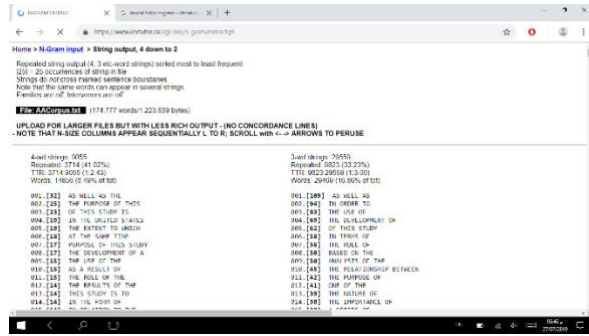 N-GRAM OUTPUT
https://www.lextutor.ca/cgi-bin/n_gram/extract.pl
Home > N-Gram input > String output, 4 down to 2
Repeated string output (4, 3 etc-word strings) sorted most to least frequent
[25] = 25 occurrences of string in file
Strings do not cross marked sentence boundaries
Note that the same words can appear in several strings
Families are off. Interveners are off.
File: AACorpus.txt (174,777 words/1,223,639 bytes)
UPLOAD FOR LARGER FILES BUT WITH LESS RICH OUTPUT - (NO CONCORDANCE LINES)
- NOTE THAT N-SIZE COLUMNS APPEAR SEQUENTIALLY L TO R; SCROLL with <- -> ARROWS TO PERUSE
4-wd strings: 9055
Repeated: 3714 (41.02%)
TTR: 3714:9055 (1:2.43)
Words: 14856 (8.49% of tot)
001. [32] AS WELL AS THE
002. [25] THE PURPOSE OF THIS
003. [23] OF THIS STUDY IS
004. [19] IN THE UNITED STATES
005. [19] THE EXTENT TO WHICH
006. [18] AT THE SAME TIME
007. [17] PURPOSE OF THIS STUDY
008. [17] THE DEVELOPMENT OF A
009. [15] THE USE OF THE
010. [15] AS A RESULT OF
011. [15] THE ROLE OF THE
012. [14] THE RESULTS OF THE
013. [14] THIS STUDY IS TO
014. [14] IN THE FORM OF
3-wd strings: 29559
Repeated: 9823 (33.23%)
TTR: 9823:29559 (1:3.00)
Words: 29469 (16.86% of tot)
001. [109] AS WELL AS
002. [94] IN ORDER TO
003. [83] THE USE OF
004. [69] THE DEVELOPMENT OF
005. [62] OF THIS STUDY
006. [58] IN TERMS OF
007. [56] THE ROLE OF
008. [50] BASED ON THE
009. [50] ANALYSIS OF THE
010. [45] THE RELATIONSHIP BETWEEN
011. [42] THE PURPOSE OF
012. [41] ONE OF THE
013. [39] THE NATURE OF
014. [38] THE IMPORTANCE OF
27/07/2019